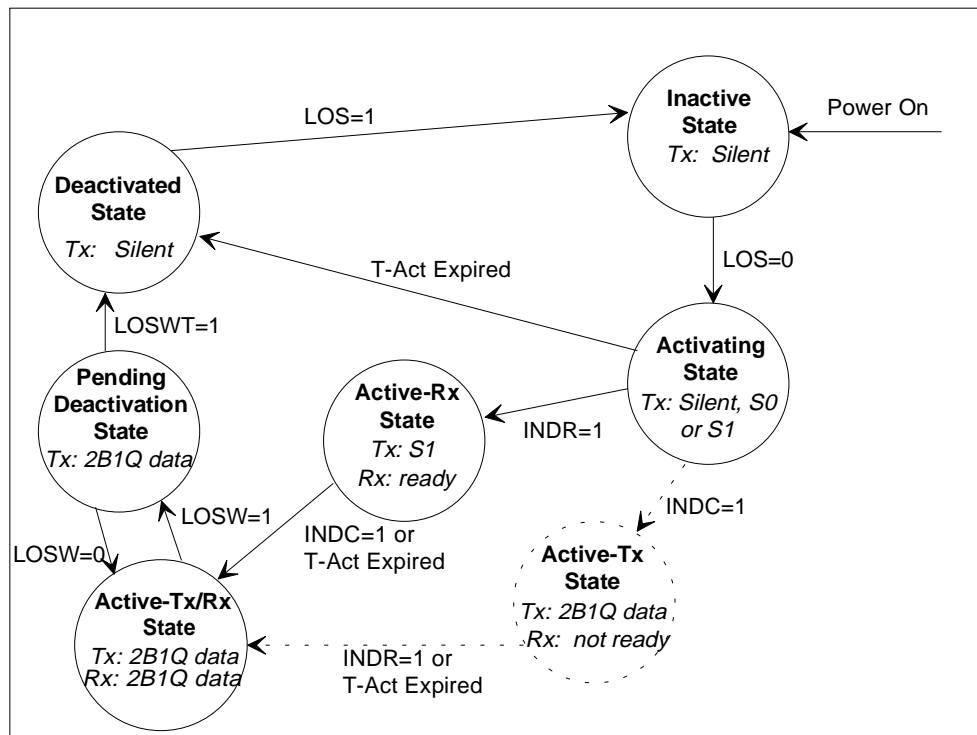 LOS=1
Inactive
State
Tx: Silent
Power On
Deactivated
State
Tx: Silent
T-Act Expired
LOS=0
LOSWT=1
Activating
State
Tx: Silent, S0
or S1
Pending
Deactivation
State
Tx: 2B1Q data
Active-Rx
State
Tx: S1
Rx: ready
INDR=1
INDC=1
LOSW=1
LOSW=0
INDC=1 or
T-Act Expired
Active-Tx
State
Tx: 2B1Q data
Rx: not ready
Active-Tx/Rx
State
Tx: 2B1Q data
Rx: 2B1Q data
INDR=1 or
T-Act Expired